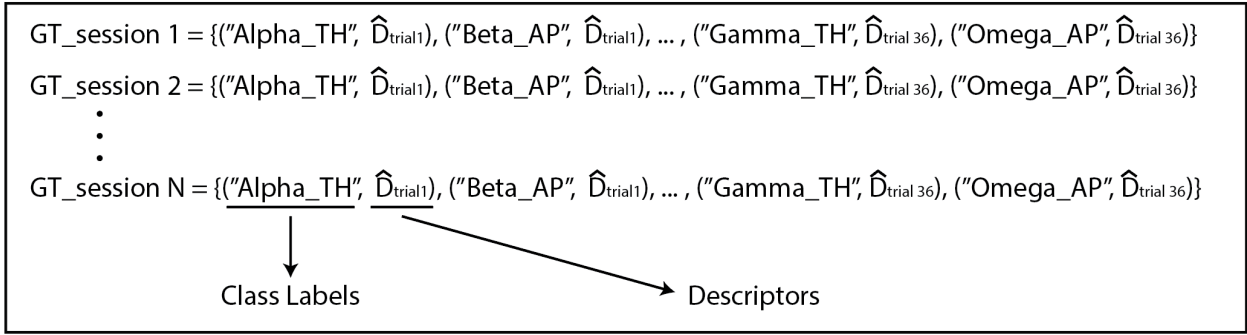 GT_session 1 = {("Alpha_TH", D̂trial1), ("Beta_AP", D̂trial1), ... , ("Gamma_TH", D̂trial 36), ("Omega_AP", D̂trial 36)}
GT_session 2 = {("Alpha_TH", D̂trial1), ("Beta_AP", D̂trial1), ... , ("Gamma_TH", D̂trial 36), ("Omega_AP", D̂trial 36)}
GT_session N = {("Alpha_TH", D̂trial1), ("Beta_AP", D̂trial1), ... , ("Gamma_TH", D̂trial 36), ("Omega_AP", D̂trial 36)}
Class Labels Descriptors